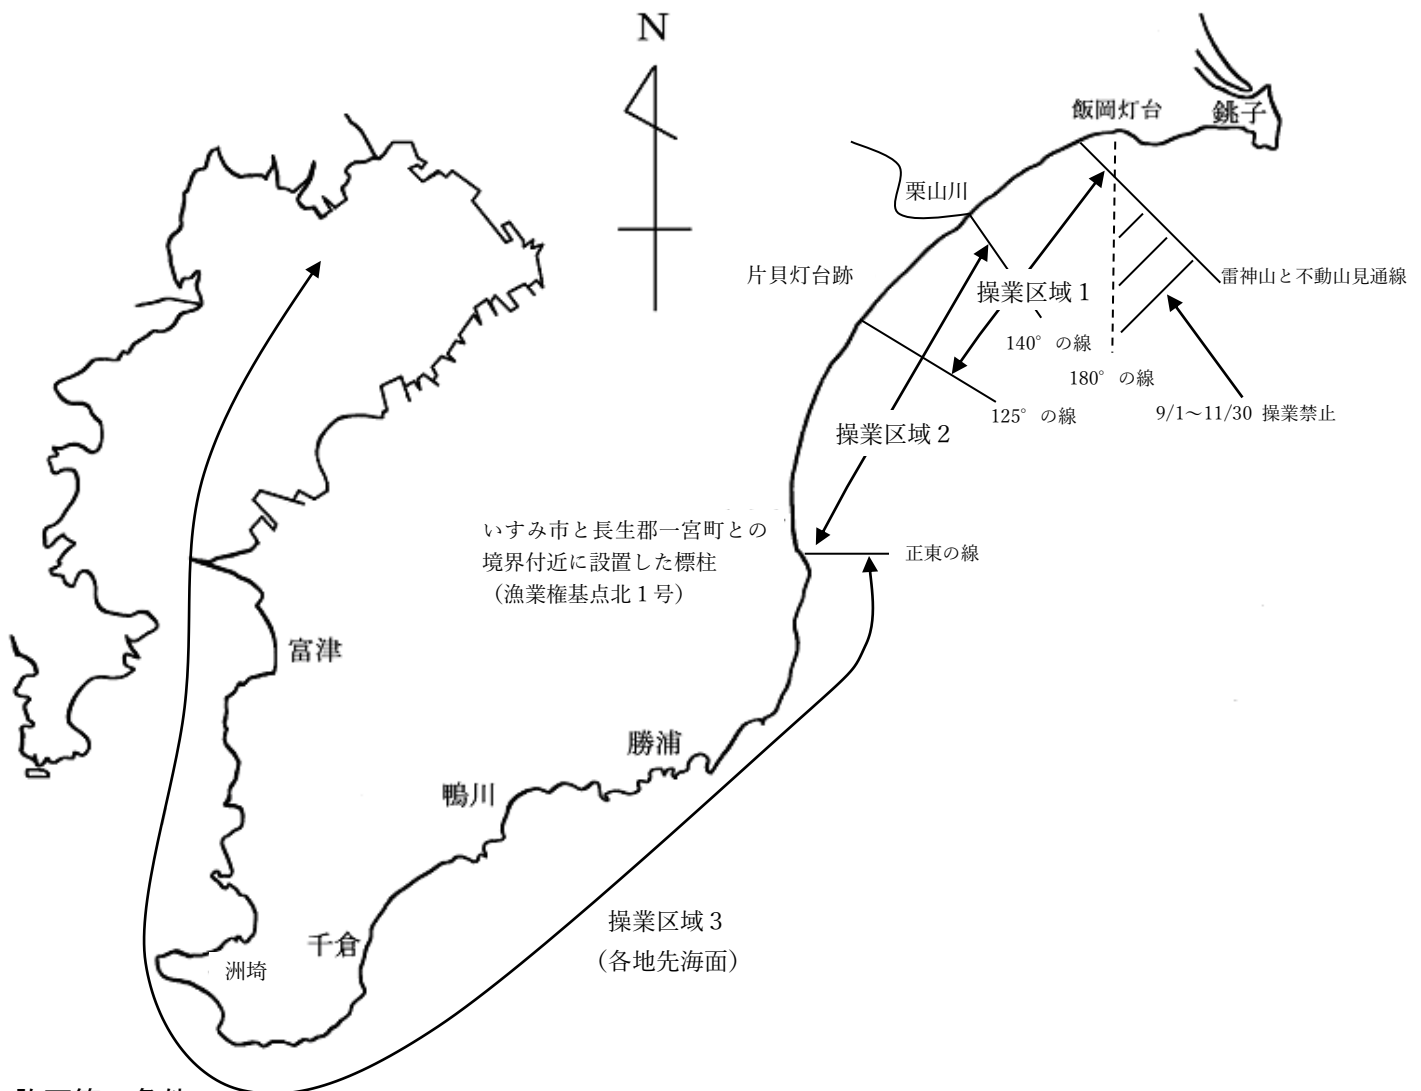 N
飯岡灯台
銚子
栗山川
片貝灯台跡
操業区域1
雷神山と不動山見通線
140°の線
180°の線
125°の線
9/1~11/30 操業禁止
操業区域2
いすみ市と長生郡一宮町との
境界付近に設置した標柱
（漁業権基点北1号）
正東の線
富津
勝浦
鴨川
操業区域3
（各地先海面）
千倉
洲埼